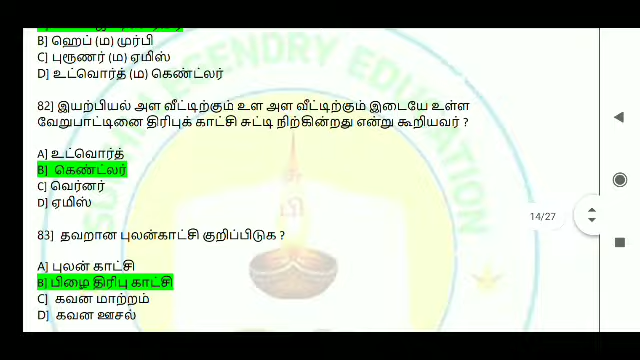 B] ஹெப் (ம) முர்பி
C] புரூணர் (ம) ஏமிஸ்
D] உட்வொர்த் (ம) கெண்ட்லர்
82] இயற்பியல் அள வீட்டிற்கும் உள அள வீட்டிற்கும் இடையே உள்ள
வேறுபாட்டினை திரிபுக் காட்சி சுட்டி நிற்கின்றது என்று கூறியவர் ?
A] உட்வொர்த்
B] கெண்ட்லர்
C] வெர்னர்
D] ஏமிஸ்
14/27
83] தவறான புலன்காட்சி குறிப்பிடுக ?
A] புலன் காட்சி
B] பிழை திரிபு காட்சி
C] கவன மாற்றம்
D] கவன ஊசல்